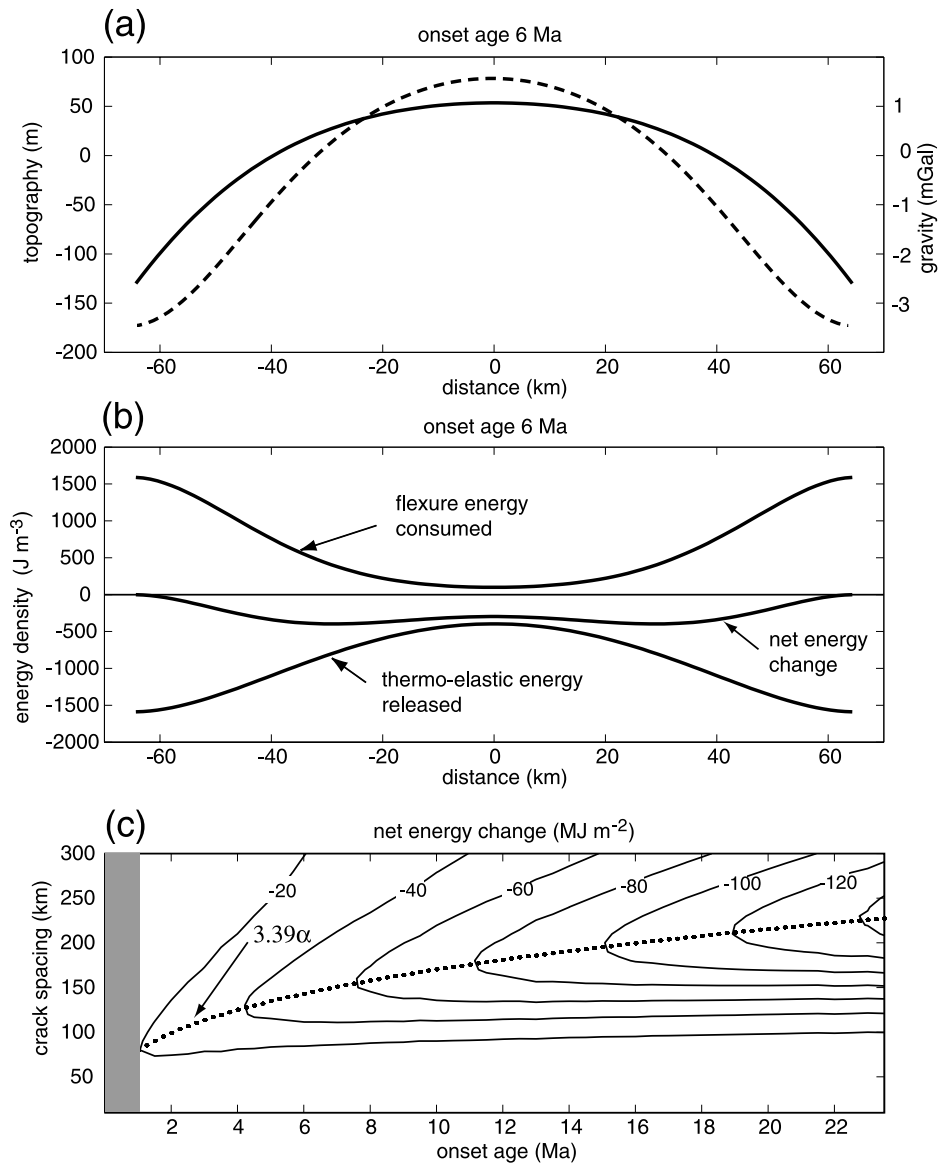 (a)
onset age 6 Ma
topography (m)
100
50
0
-50
-100
-150
-200
1
0
-1
-2
-3
gravity (mGal)
-60 -40 -20 0 20 40 60
distance (km)
(b)
onset age 6 Ma
energy density (J m-3)
2000
1500
1000
500
0
-500
-1000
-1500
-2000
flexure energy
consumed
net energy
change
thermo-elastic energy
released
-60 -40 -20 0 20 40 60
distance (km)
(c)
net energy change (MJ m-2)
crack spacing (km)
300
250
200
150
100
50
-20 -40 -60 -80 -100 -120
3.39α
2 4 6 8 10 12 14 16 18 20 22
onset age (Ma)